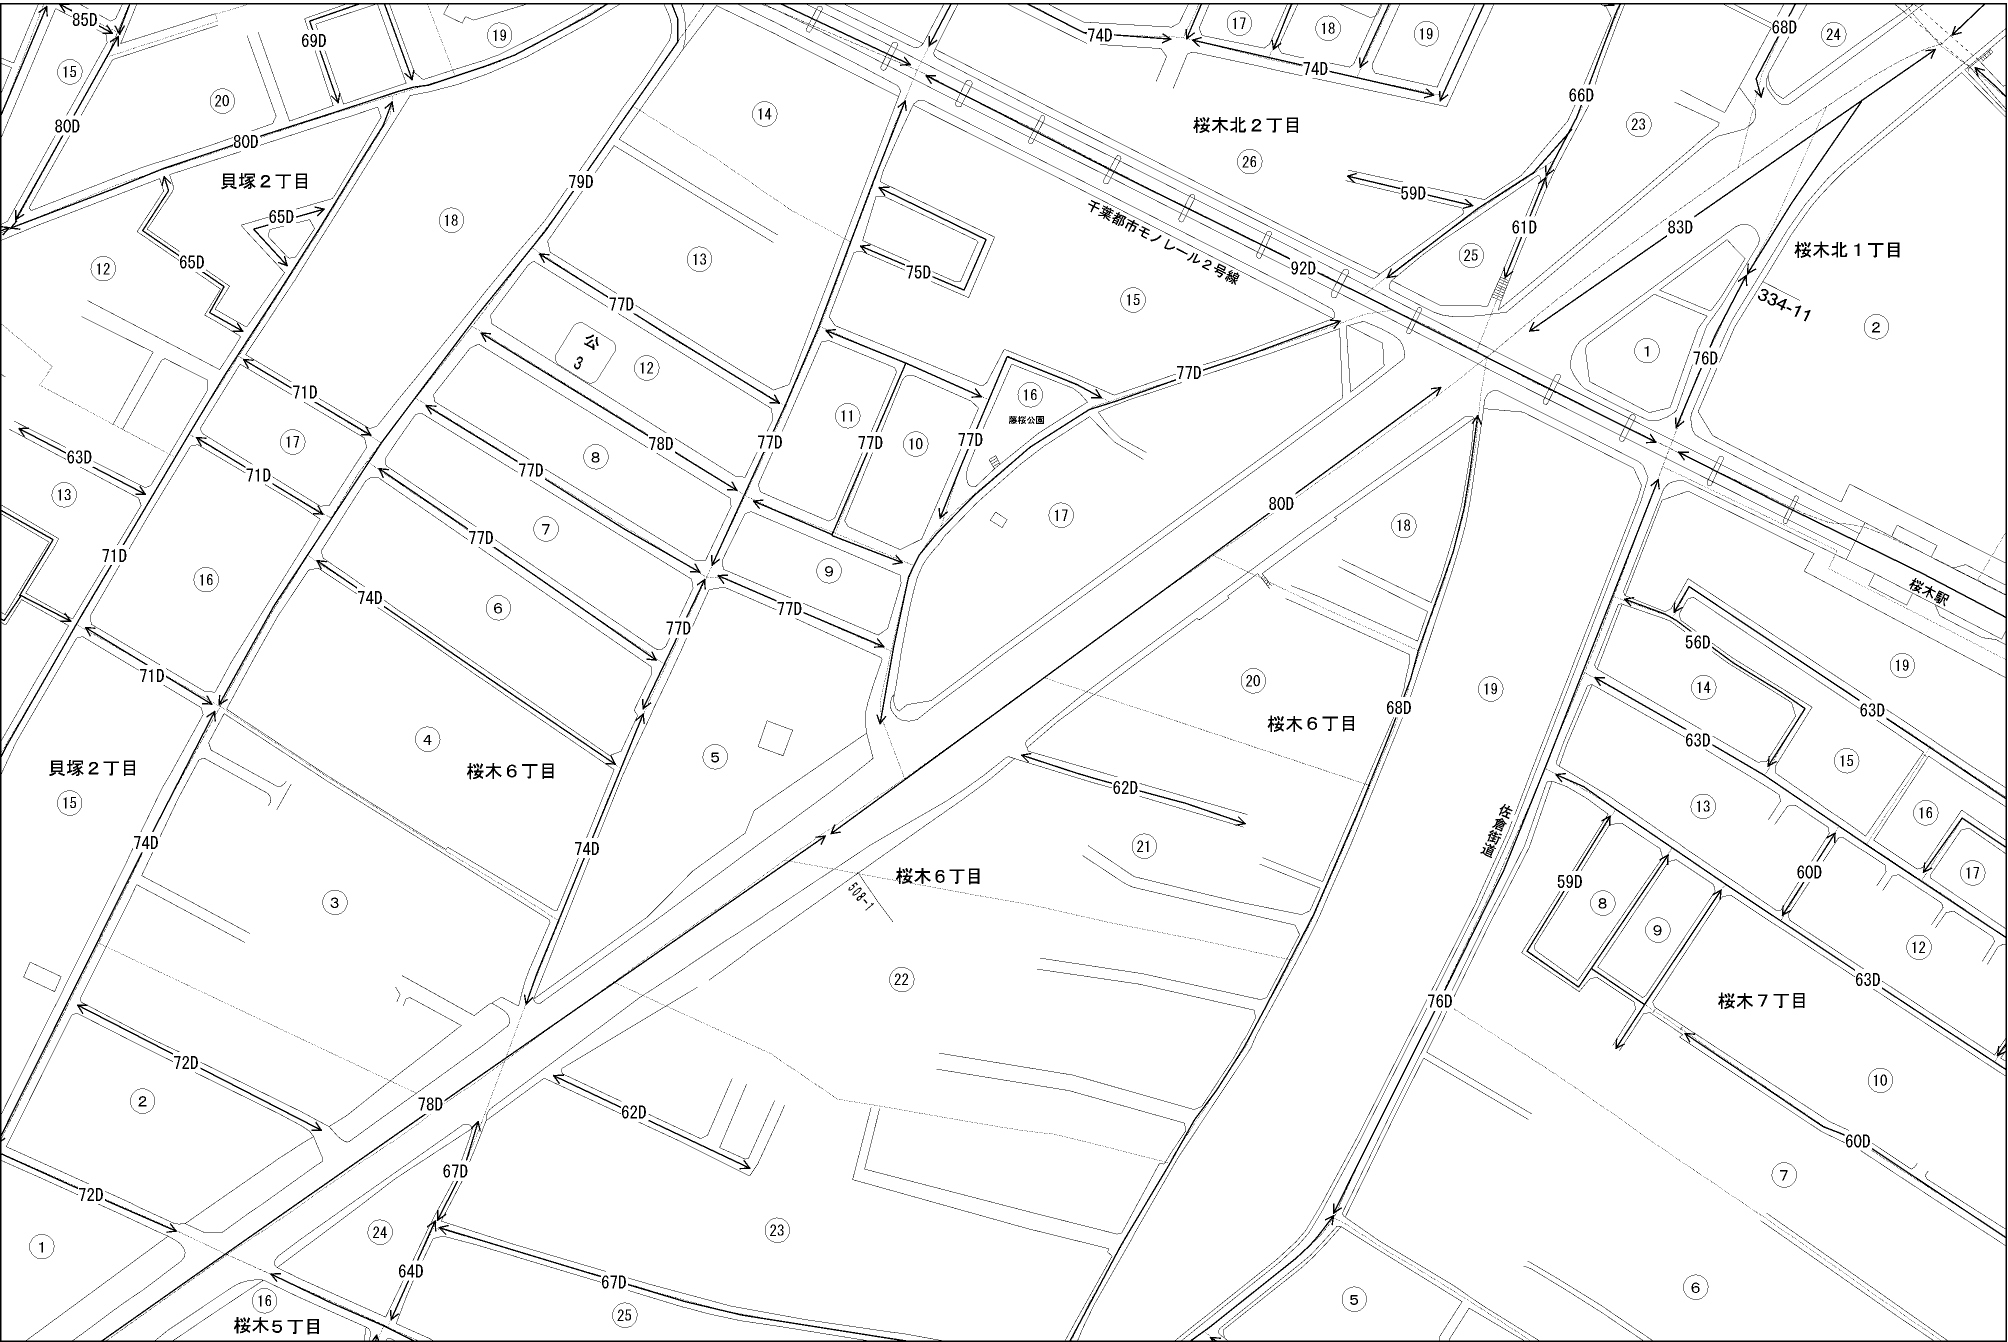 85D
69D
19
74D
17
18
19
68D
24
15
20
80D
80D
14
74D
66D
23
桜木北２丁目
26
貝塚２丁目
79D
65D
18
59D
千葉都市モノレール２号線
61D
83D
25
桜木北１丁目
12
65D
13
75D
92D
15
334-11
2
77D
公
3
12
76D
1
71D
77D
16
藤桜公園
11
77D
10
77D
77D
63D
17
78D
8
71D
77D
13
80D
7
77D
17
18
71D
16
9
74D
6
77D
77D
桜木駅
56D
19
71D
20
19
14
68D
63D
4
桜木６丁目
63D
貝塚２丁目
桜木６丁目
5
15
15
62D
13
16
佐倉街道
74D
74D
21
桜木６丁目
60D
17
508-1
59D
8
3
9
12
22
63D
76D
桜木７丁目
72D
10
2
78D
62D
60D
67D
7
72D
23
24
1
64D
67D
6
16
25
5
桜木５丁目